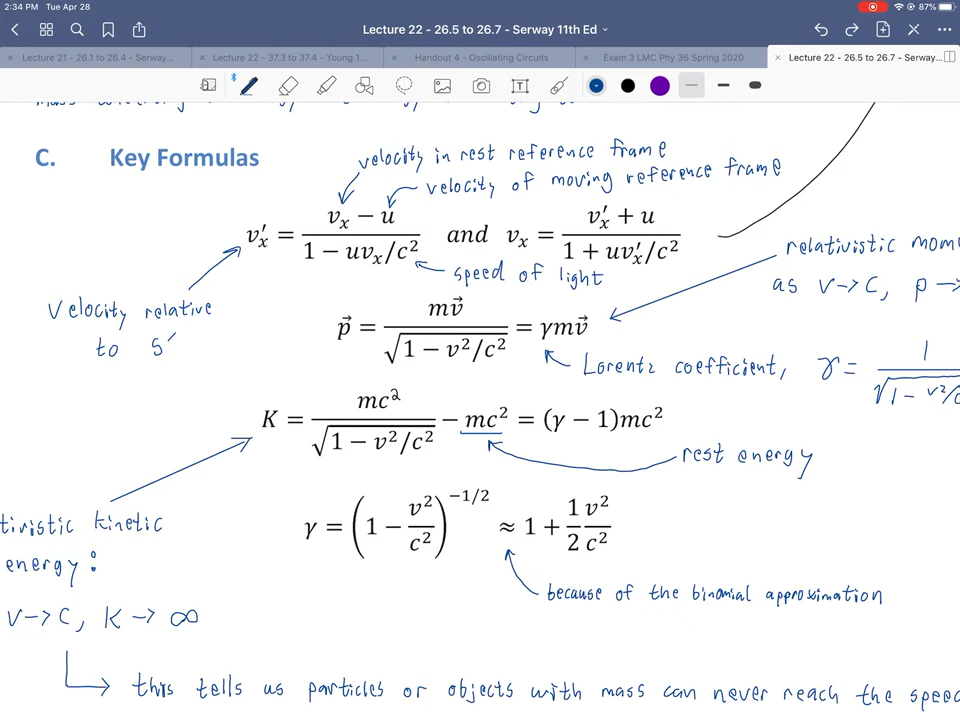 2:34 PM Tue Apr 28
87%
Lecture 22 - 26.5 to 26.7 - Serway 11th Ed
Lecture 21 - 26.1 to 26.4 - Serway...
Lecture 22 - 37.3 to 37.4 - Young 1...
Handout 4 - Oscillating Circuits
Exam 3 LMC Phy 36 Spring 2020
Lecture 22 - 26.5 to 26.7 - Serway...
C. Key Formulas
velocity in rest reference frame
velocity of moving reference frame
v′ₓ = (vₓ − u)/(1 − uvₓ/c²) and vₓ = (v′ₓ + u)/(1 + uv′ₓ/c²)
speed of light
relativistic mome
as v → c, p →
Velocity relative
to S′
p⃗ = mv⃗/√(1 − v²/c²) = γmv⃗
Lorentz coefficient, γ = 1/√(1 − v²/c
K = mc²/√(1 − v²/c²) − mc² = (γ − 1)mc²
rest energy
tivistic kinetic
energy:
γ = (1 − v²/c²)^(−1/2) ≈ 1 + (1/2)(v²/c²)
because of the binomial approximation
v → c, K → ∞
this tells us particles or objects with mass can never reach the speed